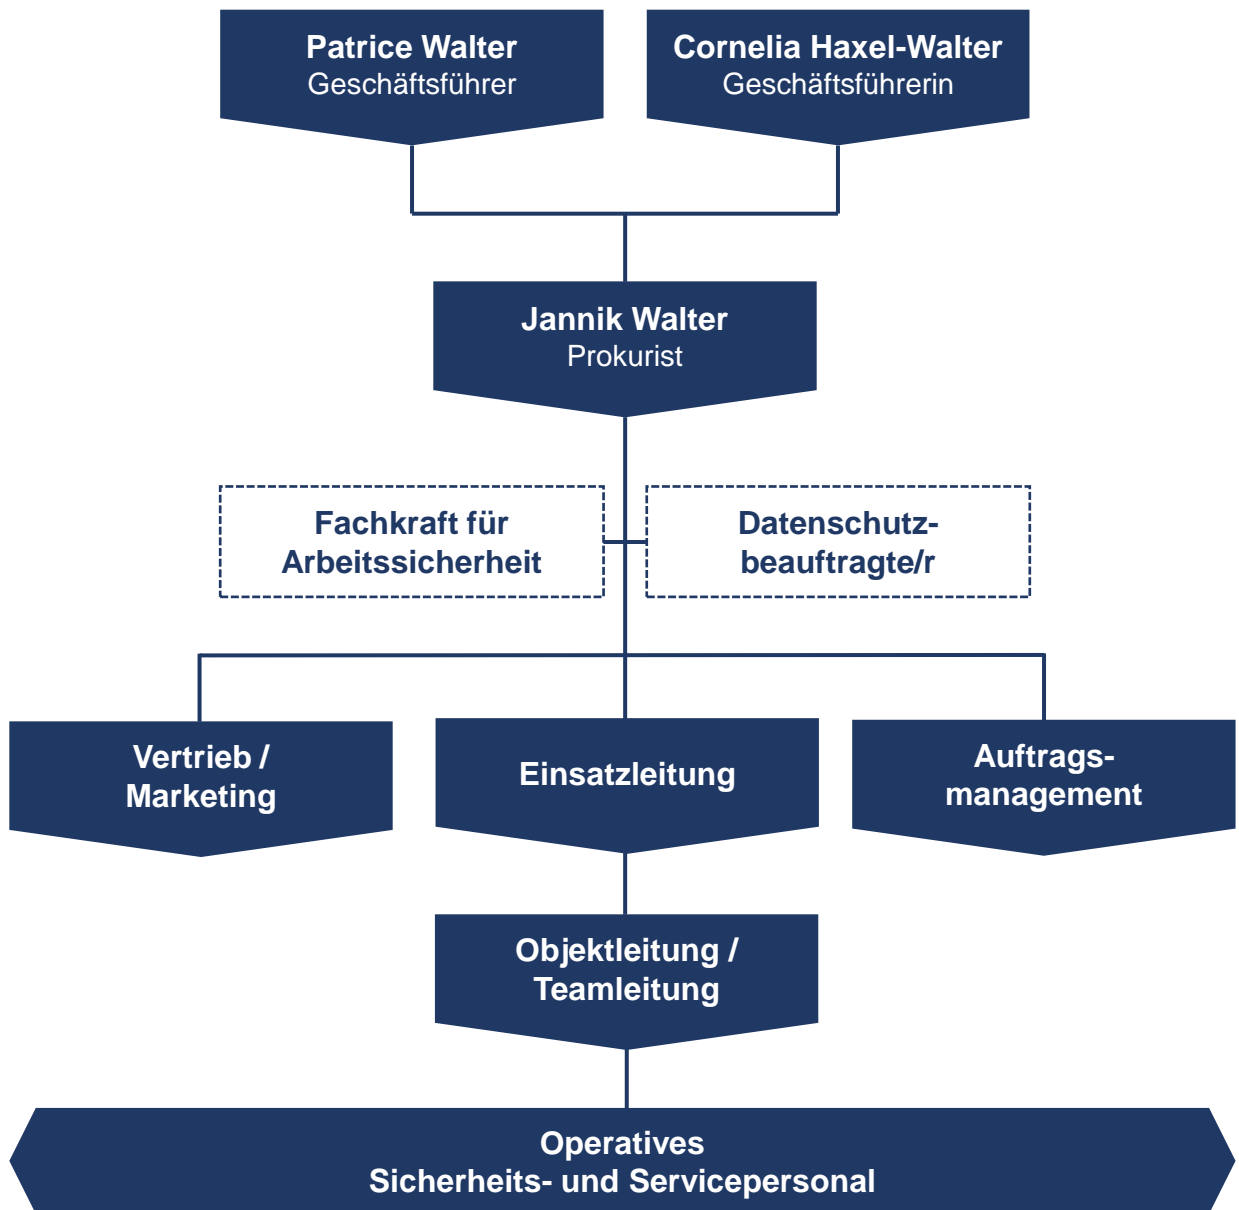 Patrice Walter
Geschäftsführer
Cornelia Haxel-Walter
Geschäftsführerin
Jannik Walter
Prokurist
Fachkraft für
Arbeitssicherheit
Datenschutz-
beauftragte/r
Vertrieb /
Marketing
Einsatzleitung
Auftrags-
management
Objektleitung /
Teamleitung
Operatives
Sicherheits- und Servicepersonal